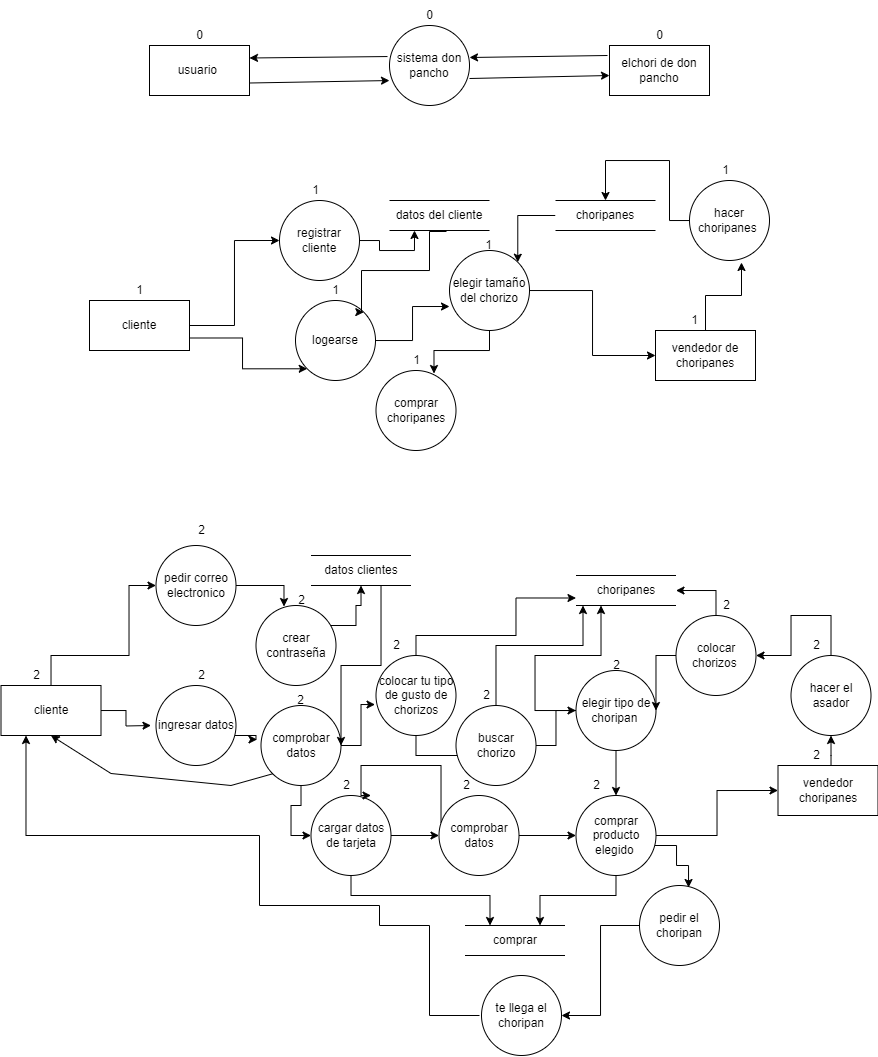 0
0
0
usuario
sistema don
pancho
elchori de don
pancho
1
1
registrar
cliente
datos del cliente
choripanes
hacer
choripanes
1
1
1
cliente
logearse
elegir tamaño
del chorizo
1
vendedor de
choripanes
1
comprar
choripanes
2
pedir correo
electronico
datos clientes
choripanes
2
crear
contraseña
2
colocar
chorizos
2
cliente
2
ingresar datos
2
comprobar
datos
2
colocar tu tipo
de gusto de
chorizos
2
buscar
chorizo
2
elegir tipo de
choripan
2
hacer el
asador
2
cargar datos
de tarjeta
2
comprobar
datos
2
comprar
producto
elegido
2
vendedor
choripanes
comprar
pedir el
choripan
te llega el
choripan